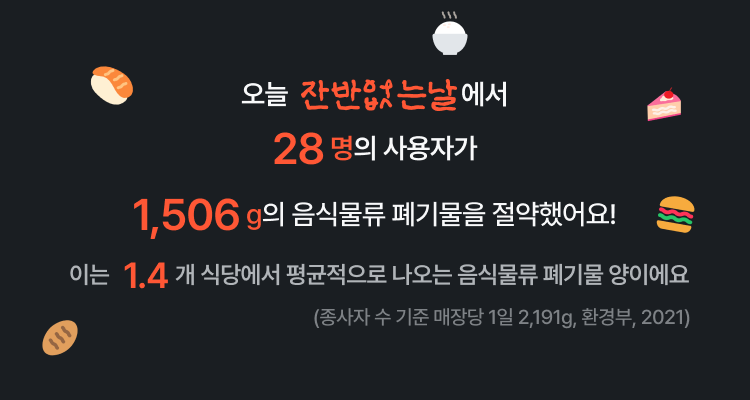 오늘 잔반없는날에서
28 명의 사용자가
1,506 g의 음식물류 폐기물을 절약했어요!
이는 1.4 개 식당에서 평균적으로 나오는 음식물류 폐기물 양이에요
(종사자 수 기준 매장당 1일 2,191g, 환경부, 2021)